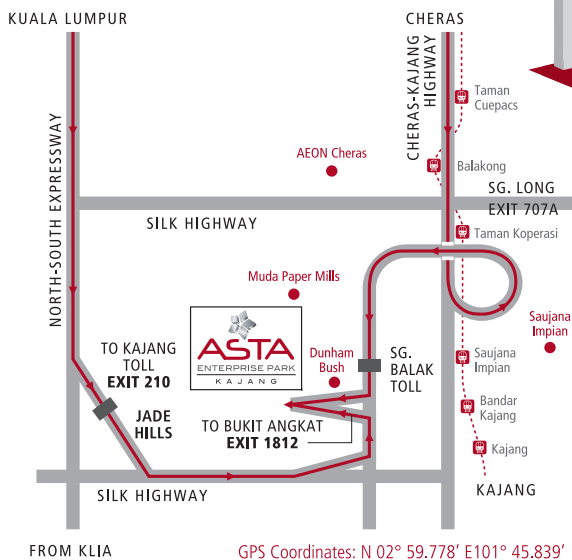 KUALA LUMPUR
CHERAS
NORTH-SOUTH EXPRESSWAY
CHERAS-KAJANG
HIGHWAY
Taman
Cuepacs
AEON Cheras
Balakong
SG. LONG
EXIT 707A
SILK HIGHWAY
Taman Koperasi
Muda Paper Mills
Saujana
Impian
ASTA
ENTERPRISE PARK
KAJANG
TO KAJANG
TOLL
EXIT 210
Dunham
Bush
SG.
BALAK
TOLL
Saujana
Impian
JADE
HILLS
TO BUKIT ANGKAT
EXIT 1812
Bandar
Kajang
Kajang
SILK HIGHWAY
KAJANG
FROM KLIA
GPS Coordinates: N 02° 59.778' E101° 45.839'